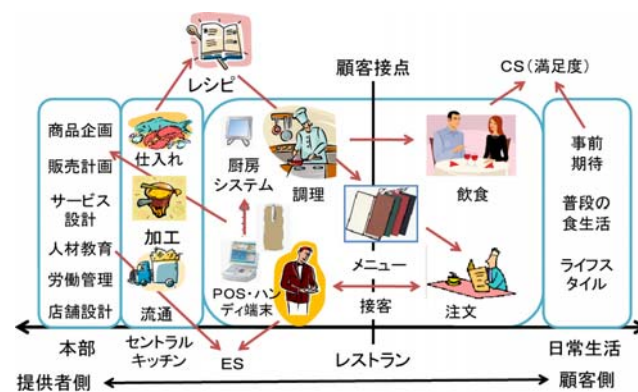 レシピ
顧客接点
CS(満足度)
商品企画
販売計画
サービス
設計
人材教育
労働管理
店舗設計
仕入れ
加工
流通
厨房
システム
調理
POS・ハン
ディ端末
メニュー
接客
飲食
注文
事前
期待
普段の
食生活
ライフス
タイル
本部
セントラル
キッチン
ES
レストラン
日常生活
提供者側
顧客側